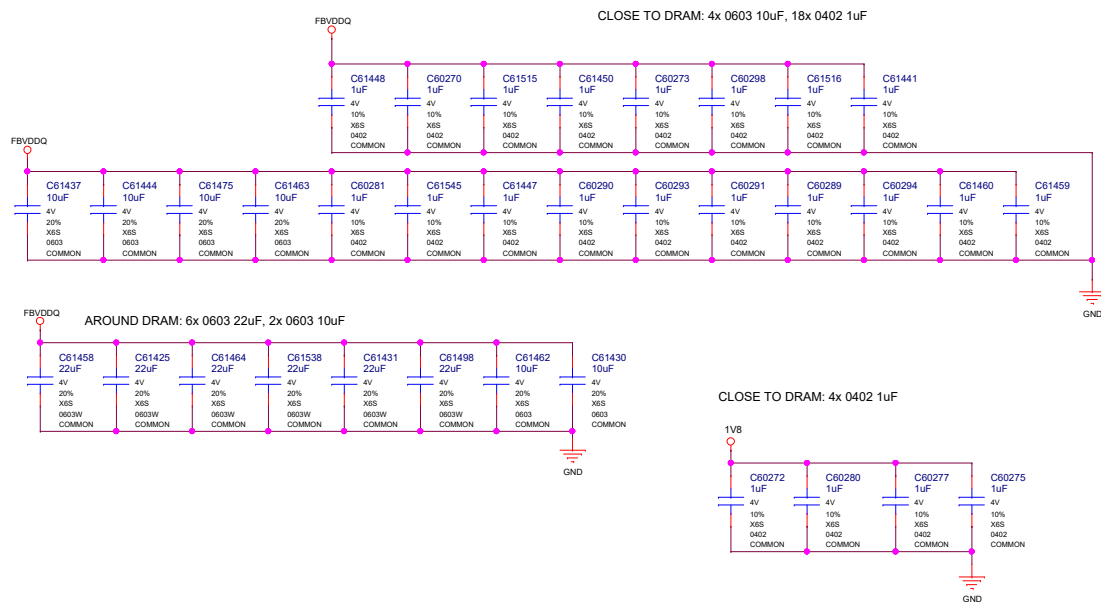 CLOSE TO DRAM: 4x 0603 10uF, 18x 0402 1uF
FBVDDQ
C61448 C60270 C61515 C61450 C60273 C60298 C61516 C61441
1uF 1uF 1uF 1uF 1uF 1uF 1uF 1uF
4V 4V 4V 4V 4V 4V 4V 4V
10% 10% 10% 10% 10% 10% 10% 10%
X6S X6S X6S X6S X6S X6S X6S X6S
0402 0402 0402 0402 0402 0402 0402 0402
COMMON COMMON COMMON COMMON COMMON COMMON COMMON COMMON
FBVDDQ
C61437 C61444 C61475 C61463 C60281 C61545 C61447 C60290 C60293 C60291 C60289 C60294 C61460 C61459
10uF 10uF 10uF 10uF 1uF 1uF 1uF 1uF 1uF 1uF 1uF 1uF 1uF 1uF
4V 4V 4V 4V 4V 4V 4V 4V 4V 4V 4V 4V 4V 4V
20% 20% 20% 20% 10% 10% 10% 10% 10% 10% 10% 10% 10% 10%
X6S X6S X6S X6S X6S X6S X6S X6S X6S X6S X6S X6S X6S X6S
0603 0603 0603 0603 0402 0402 0402 0402 0402 0402 0402 0402 0402 0402
COMMON COMMON COMMON COMMON COMMON COMMON COMMON COMMON COMMON COMMON COMMON COMMON COMMON COMMON
GND
FBVDDQ
AROUND DRAM: 6x 0603 22uF, 2x 0603 10uF
C61458 C61425 C61464 C61538 C61431 C61498 C61462 C61430
22uF 22uF 22uF 22uF 22uF 22uF 10uF 10uF
4V 4V 4V 4V 4V 4V 4V 4V
20% 20% 20% 20% 20% 20% 20% 20%
X6S X6S X6S X6S X6S X6S X6S X6S
0603W 0603W 0603W 0603W 0603W 0603W 0603 0603
COMMON COMMON COMMON COMMON COMMON COMMON COMMON COMMON
GND
CLOSE TO DRAM: 4x 0402 1uF
1V8
C60272 C60280 C60277 C60275
1uF 1uF 1uF 1uF
4V 4V 4V 4V
10% 10% 10% 10%
X6S X6S X6S X6S
0402 0402 0402 0402
COMMON COMMON COMMON COMMON
GND